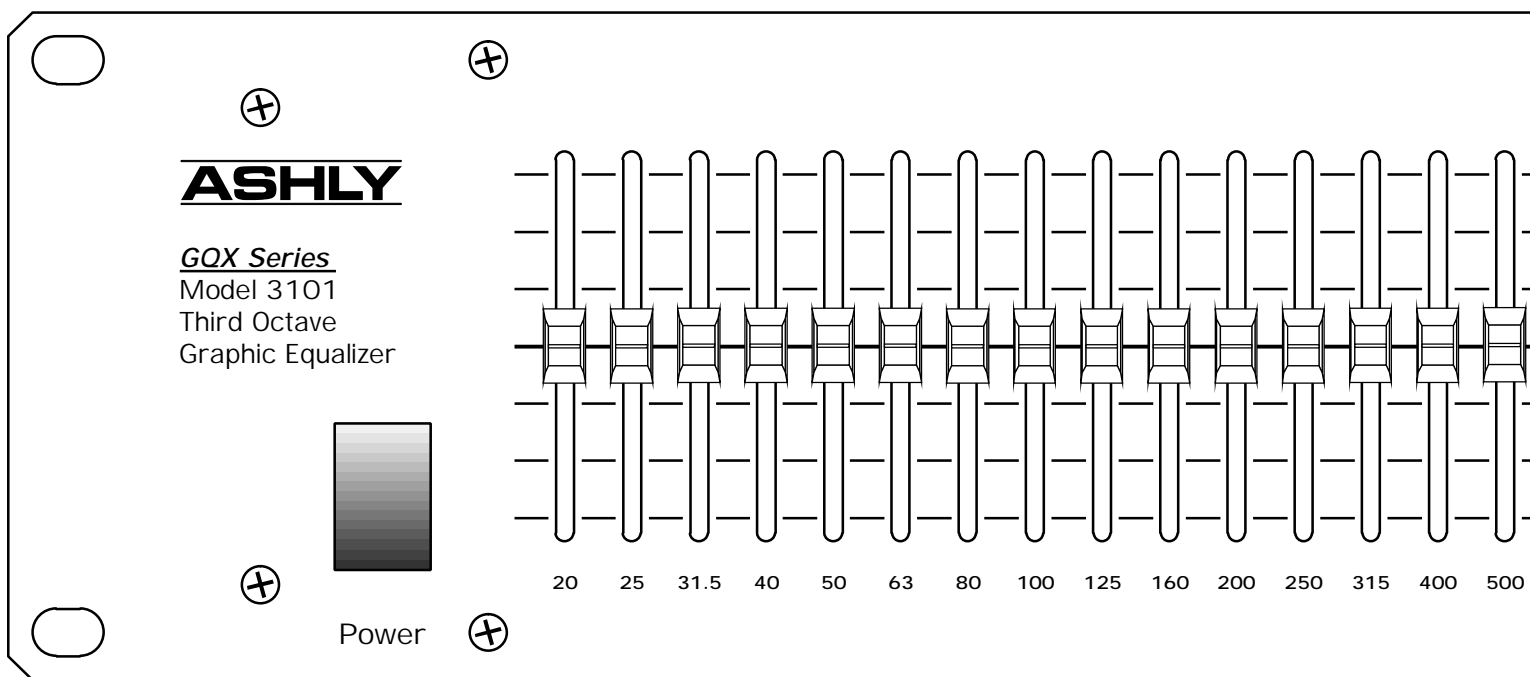 ASHLY
GQX Series
Model 3101
Third Octave
Graphic Equalizer
20 25 31.5 40 50 63 80 100 125 160 200 250 315 400 500
Power